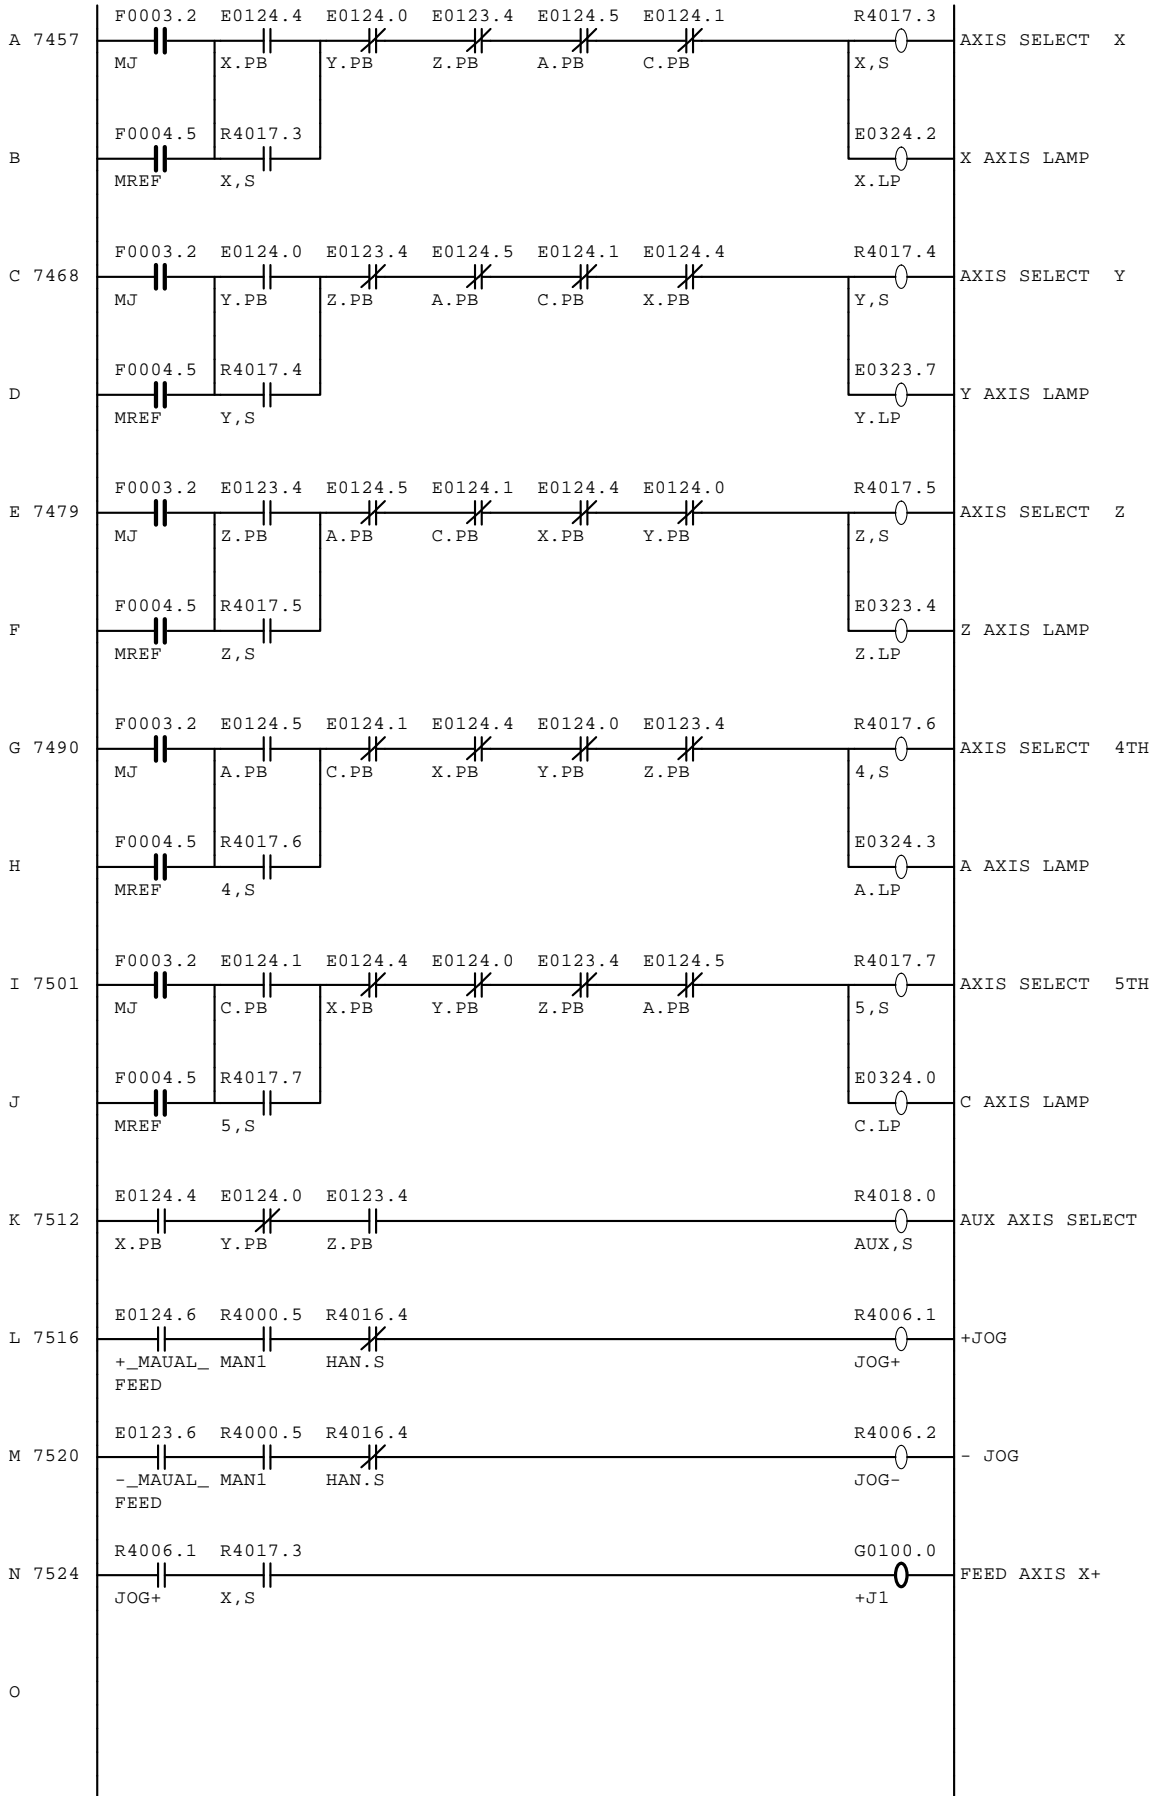 F0003.2 E0124.4 E0124.0 E0123.4 E0124.5 E0124.1 R4017.3
A 7457 AXIS SELECT X
MJ X.PB Y.PB Z.PB A.PB C.PB X,S
F0004.5 R4017.3 E0324.2
B X AXIS LAMP
MREF X,S X.LP
F0003.2 E0124.0 E0123.4 E0124.5 E0124.1 E0124.4 R4017.4
C 7468 AXIS SELECT Y
MJ Y.PB Z.PB A.PB C.PB X.PB Y,S
F0004.5 R4017.4 E0323.7
D Y AXIS LAMP
MREF Y,S Y.LP
F0003.2 E0123.4 E0124.5 E0124.1 E0124.4 E0124.0 R4017.5
E 7479 AXIS SELECT Z
MJ Z.PB A.PB C.PB X.PB Y.PB Z,S
F0004.5 R4017.5 E0323.4
F Z AXIS LAMP
MREF Z,S Z.LP
F0003.2 E0124.5 E0124.1 E0124.4 E0124.0 E0123.4 R4017.6
G 7490 AXIS SELECT 4TH
MJ A.PB C.PB X.PB Y.PB Z.PB 4,S
F0004.5 R4017.6 E0324.3
H A AXIS LAMP
MREF 4,S A.LP
F0003.2 E0124.1 E0124.4 E0124.0 E0123.4 E0124.5 R4017.7
I 7501 AXIS SELECT 5TH
MJ C.PB X.PB Y.PB Z.PB A.PB 5,S
F0004.5 R4017.7 E0324.0
J C AXIS LAMP
MREF 5,S C.LP
E0124.4 E0124.0 E0123.4 R4018.0
K 7512 AUX AXIS SELECT
X.PB Y.PB Z.PB AUX,S
E0124.6 R4000.5 R4016.4 R4006.1
L 7516 +JOG
+_MAUAL_ MAN1 HAN.S JOG+
FEED
E0123.6 R4000.5 R4016.4 R4006.2
M 7520 - JOG
-_MAUAL_ MAN1 HAN.S JOG-
FEED
R4006.1 R4017.3 G0100.0
N 7524 FEED AXIS X+
JOG+ X,S +J1
O